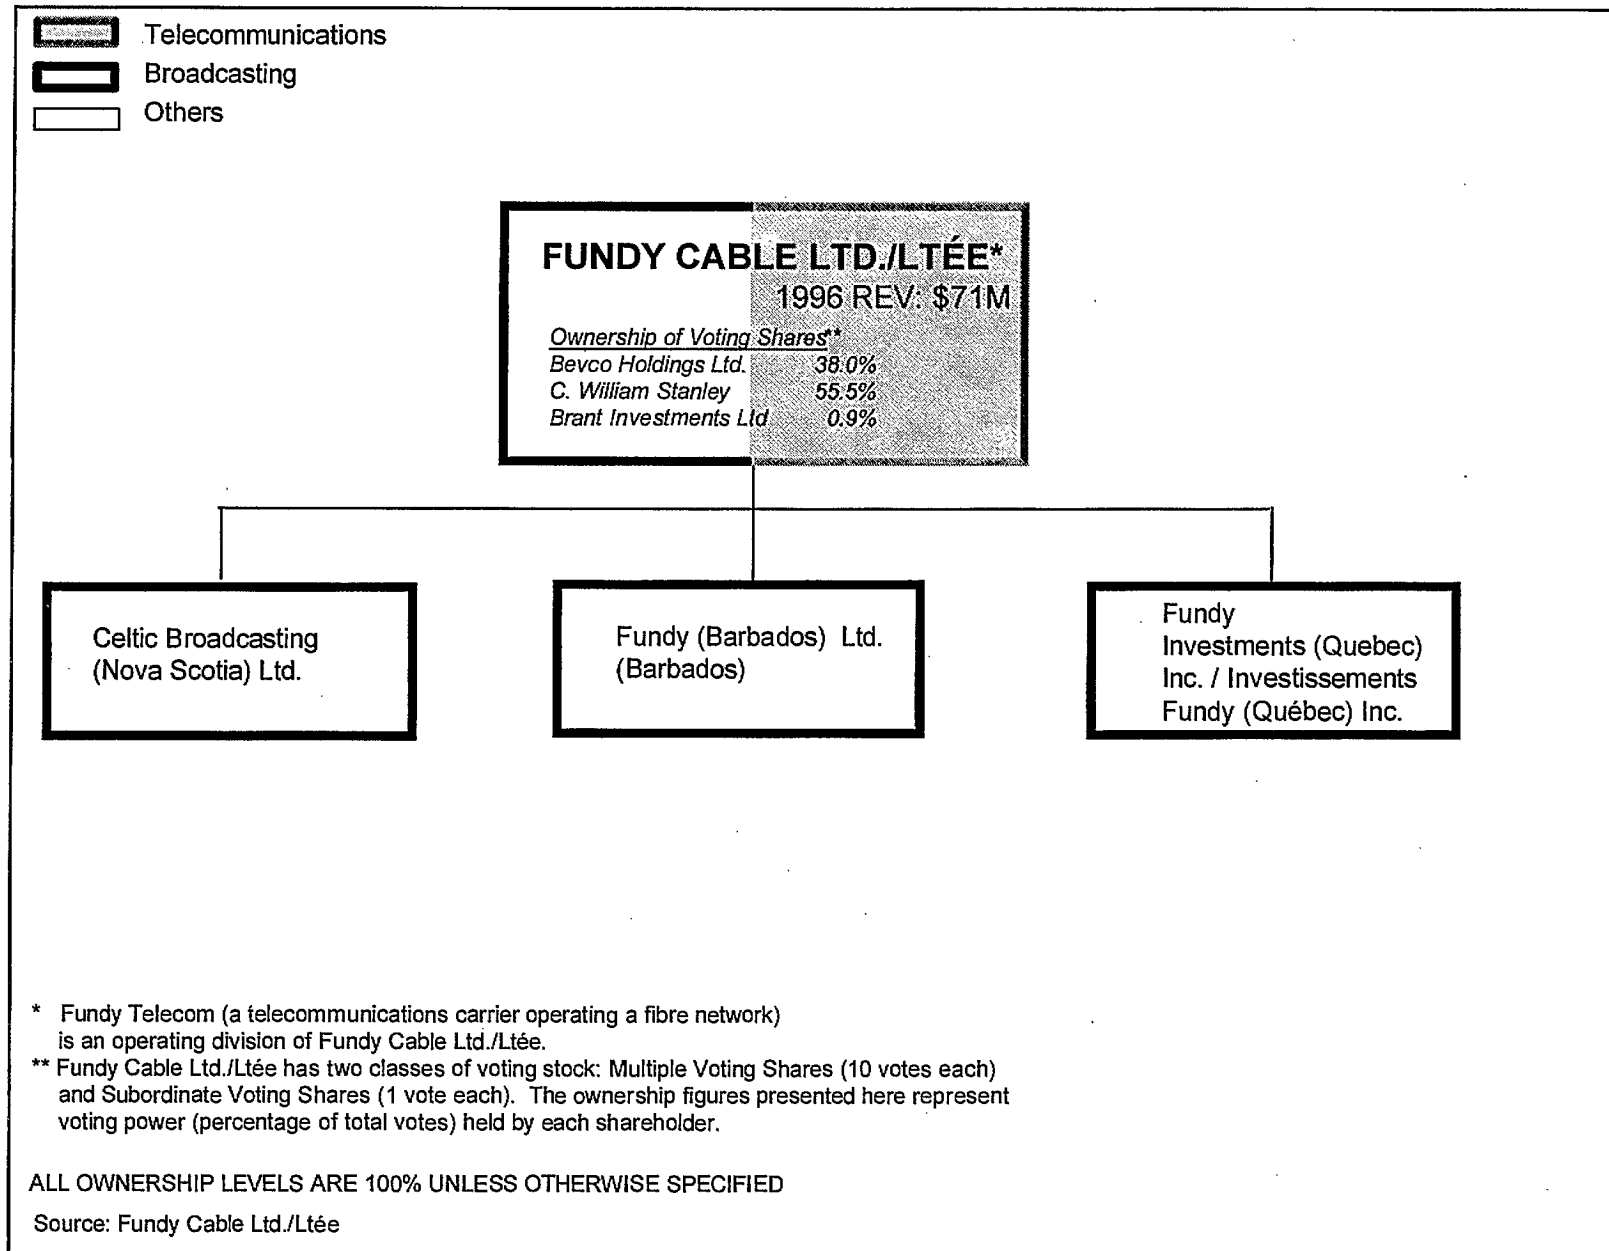 Telecommunications
Broadcasting
Others
FUNDY CABLE LTD./LTÉE*
1996 REV: $71M
Ownership of Voting Shares**
Bevco Holdings Ltd. 38.0%
C. William Stanley 55.5%
Brant Investments Ltd 0.9%
Celtic Broadcasting
(Nova Scotia) Ltd.
Fundy (Barbados) Ltd.
(Barbados)
Fundy
Investments (Quebec)
Inc. / Investissements
Fundy (Québec) Inc.
* Fundy Telecom (a telecommunications carrier operating a fibre network)
is an operating division of Fundy Cable Ltd./Ltée.
** Fundy Cable Ltd./Ltée has two classes of voting stock: Multiple Voting Shares (10 votes each)
and Subordinate Voting Shares (1 vote each). The ownership figures presented here represent
voting power (percentage of total votes) held by each shareholder.
ALL OWNERSHIP LEVELS ARE 100% UNLESS OTHERWISE SPECIFIED
Source: Fundy Cable Ltd./Ltée